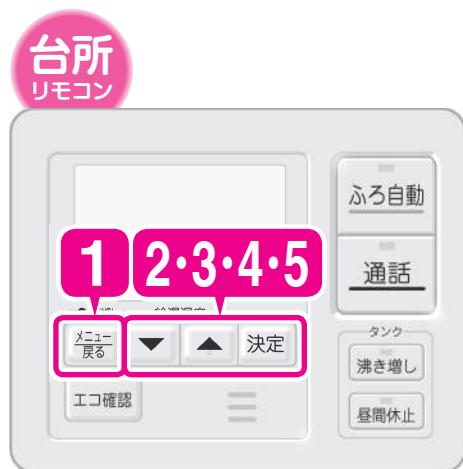 台所
リモコン
ふろ自動
通話
1
2・3・4・5
メニュー
戻る
決定
エコ確認
タンク
沸き増し
昼間休止